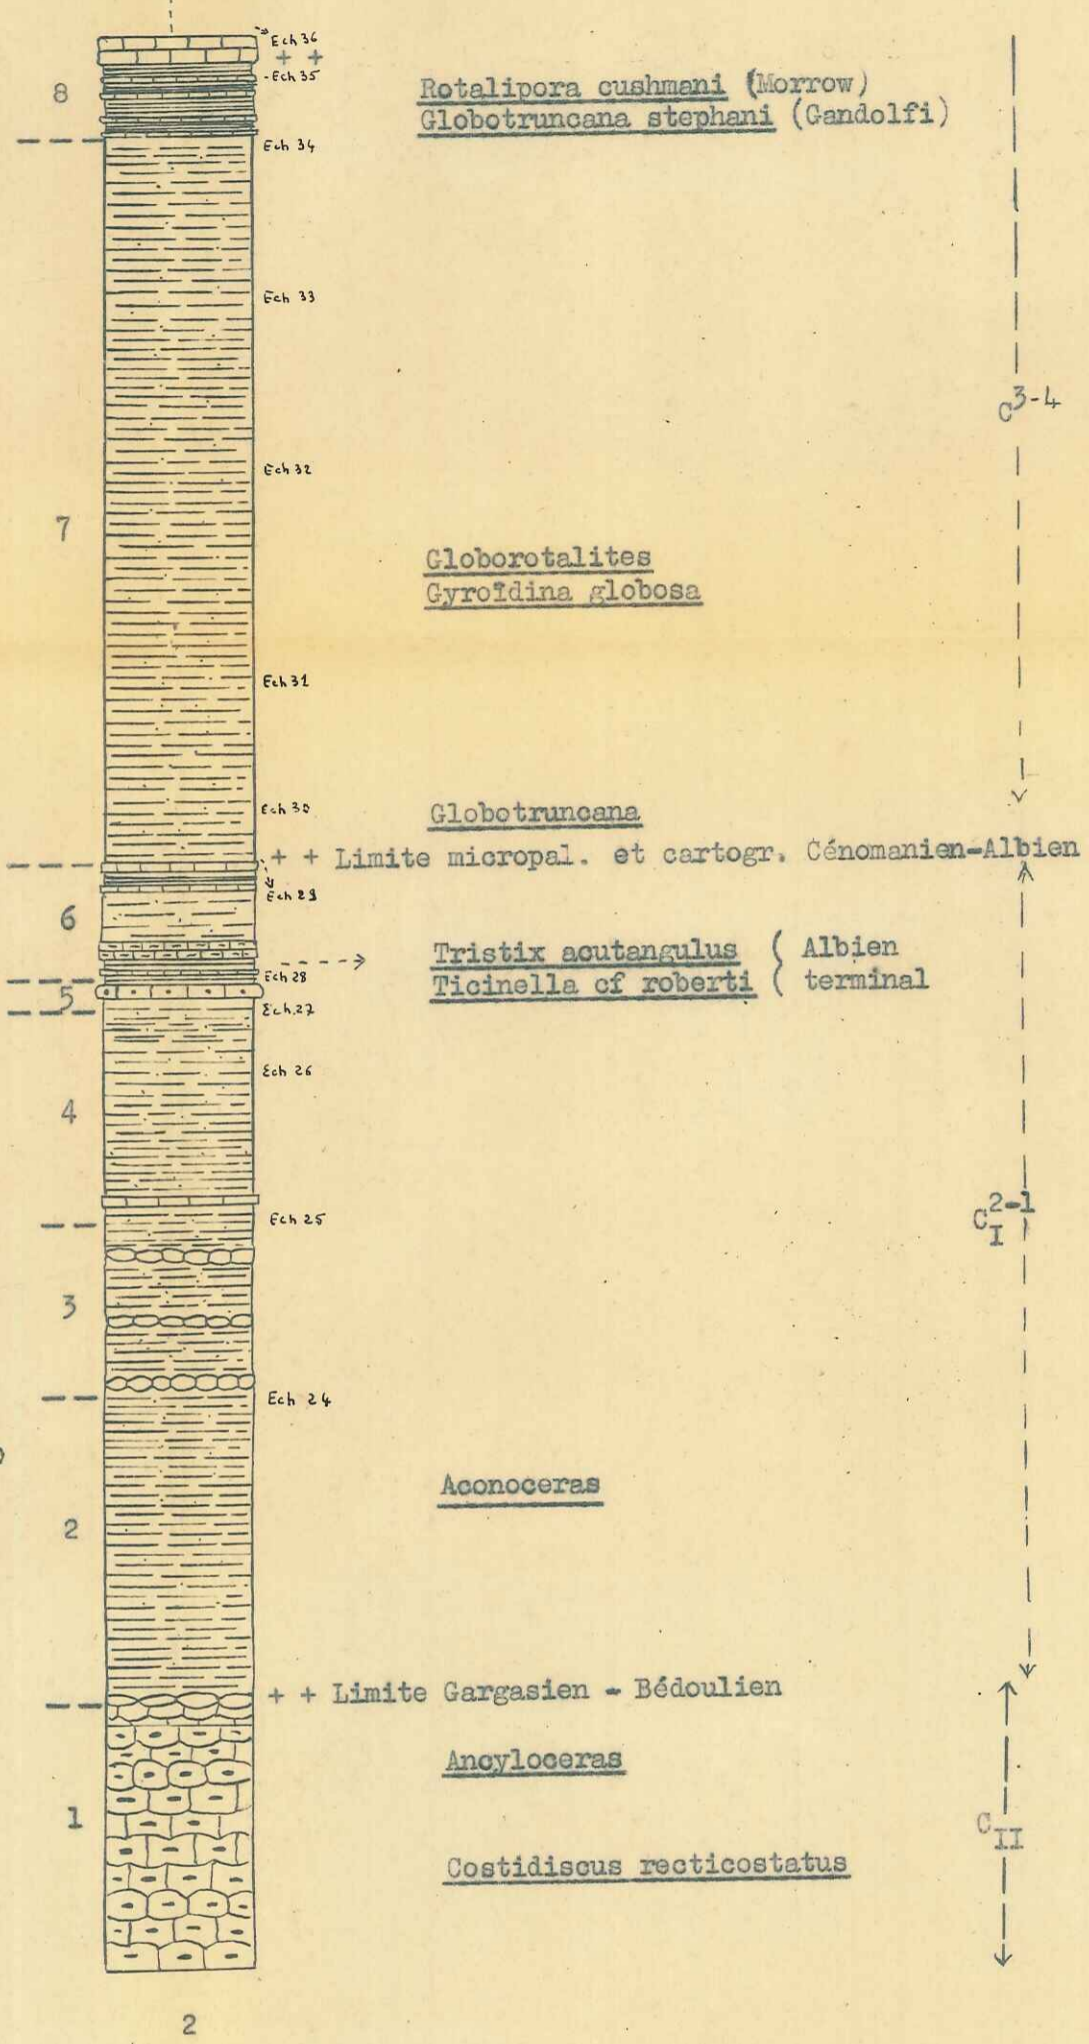 Ech 36
+ +
Ech 35
8
Rotalipora cushmani (Morrow)
Globotruncana stephani (Gandolfi)
Ech 34
Ech 33
C3-4
Ech 32
7
Globorotalites
Gyroïdina globosa
Ech 31
Ech 30
Globotruncana
+ + Limite micropal. et cartogr. Cénomanien-Albien
Ech 29
6
Tristix acutangulus ( Albien
Ticinella cf roberti ( terminal
Ech 28
5
Ech.27
Ech 26
4
Ech 25
C2-1
I
3
Ech 24
Aconoceras
2
+ + Limite Gargasien - Bédoulien
Ancyloceras
1
CII
Costidiscus recticostatus
2